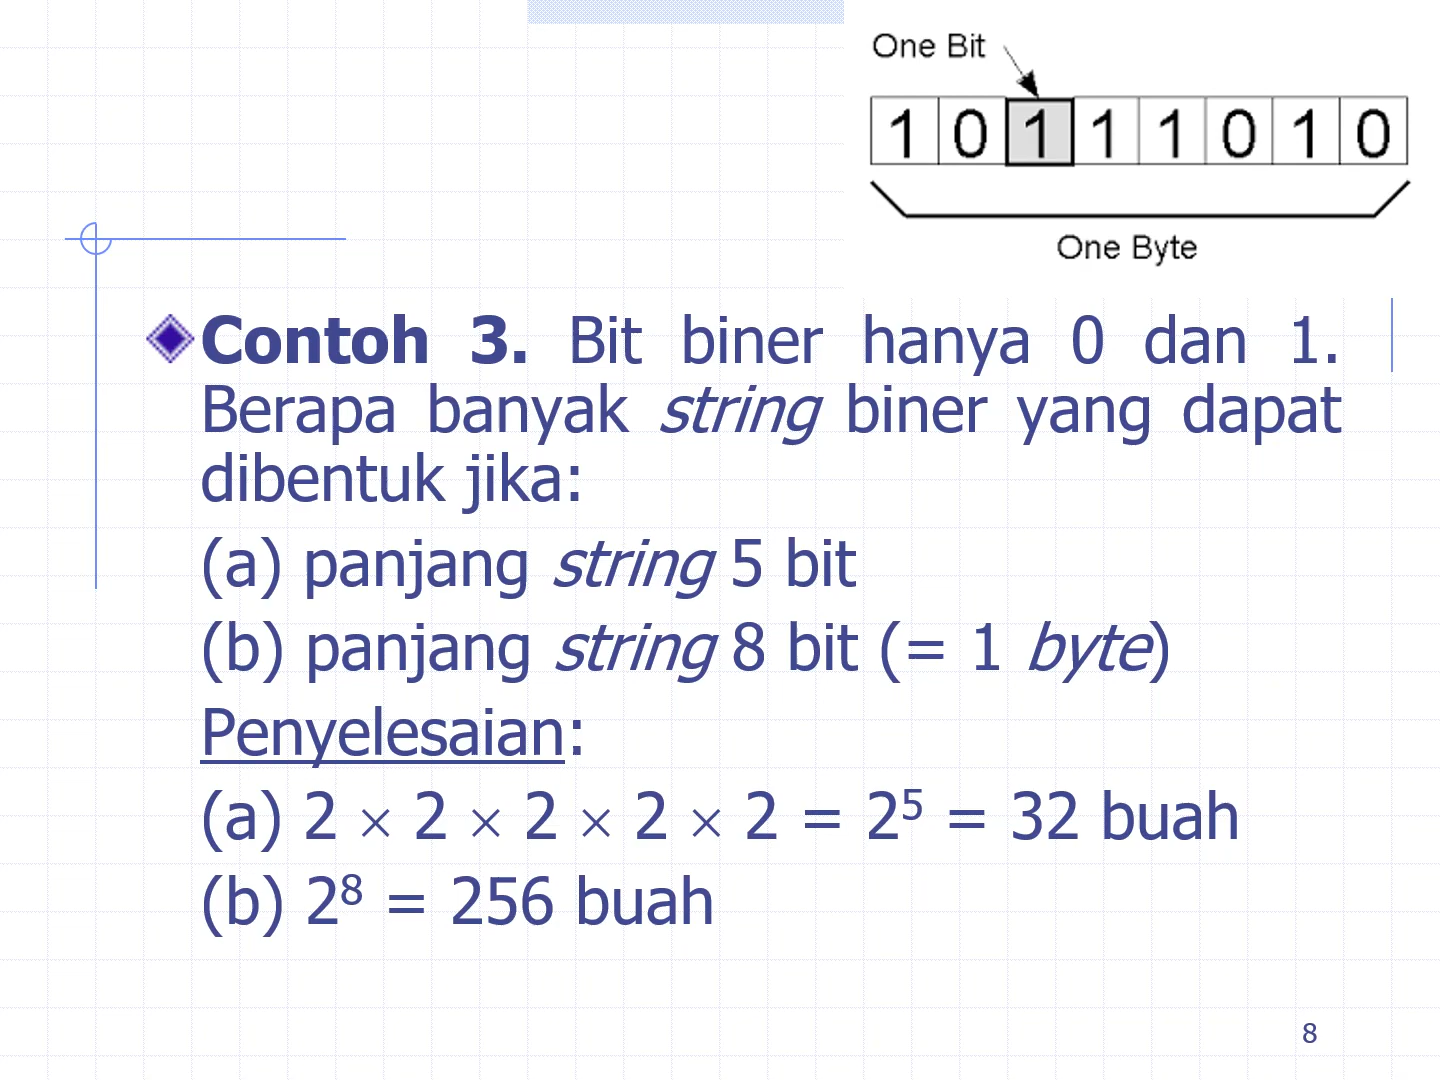 One Bit
1 0 1 1 1 0 1 0
One Byte
Contoh 3. Bit biner hanya 0 dan 1.
Berapa banyak string biner yang dapat
dibentuk jika:
(a) panjang string 5 bit
(b) panjang string 8 bit (= 1 byte)
Penyelesaian:
(a) 2 × 2 × 2 × 2 × 2 = 2⁵ = 32 buah
(b) 2⁸ = 256 buah
8